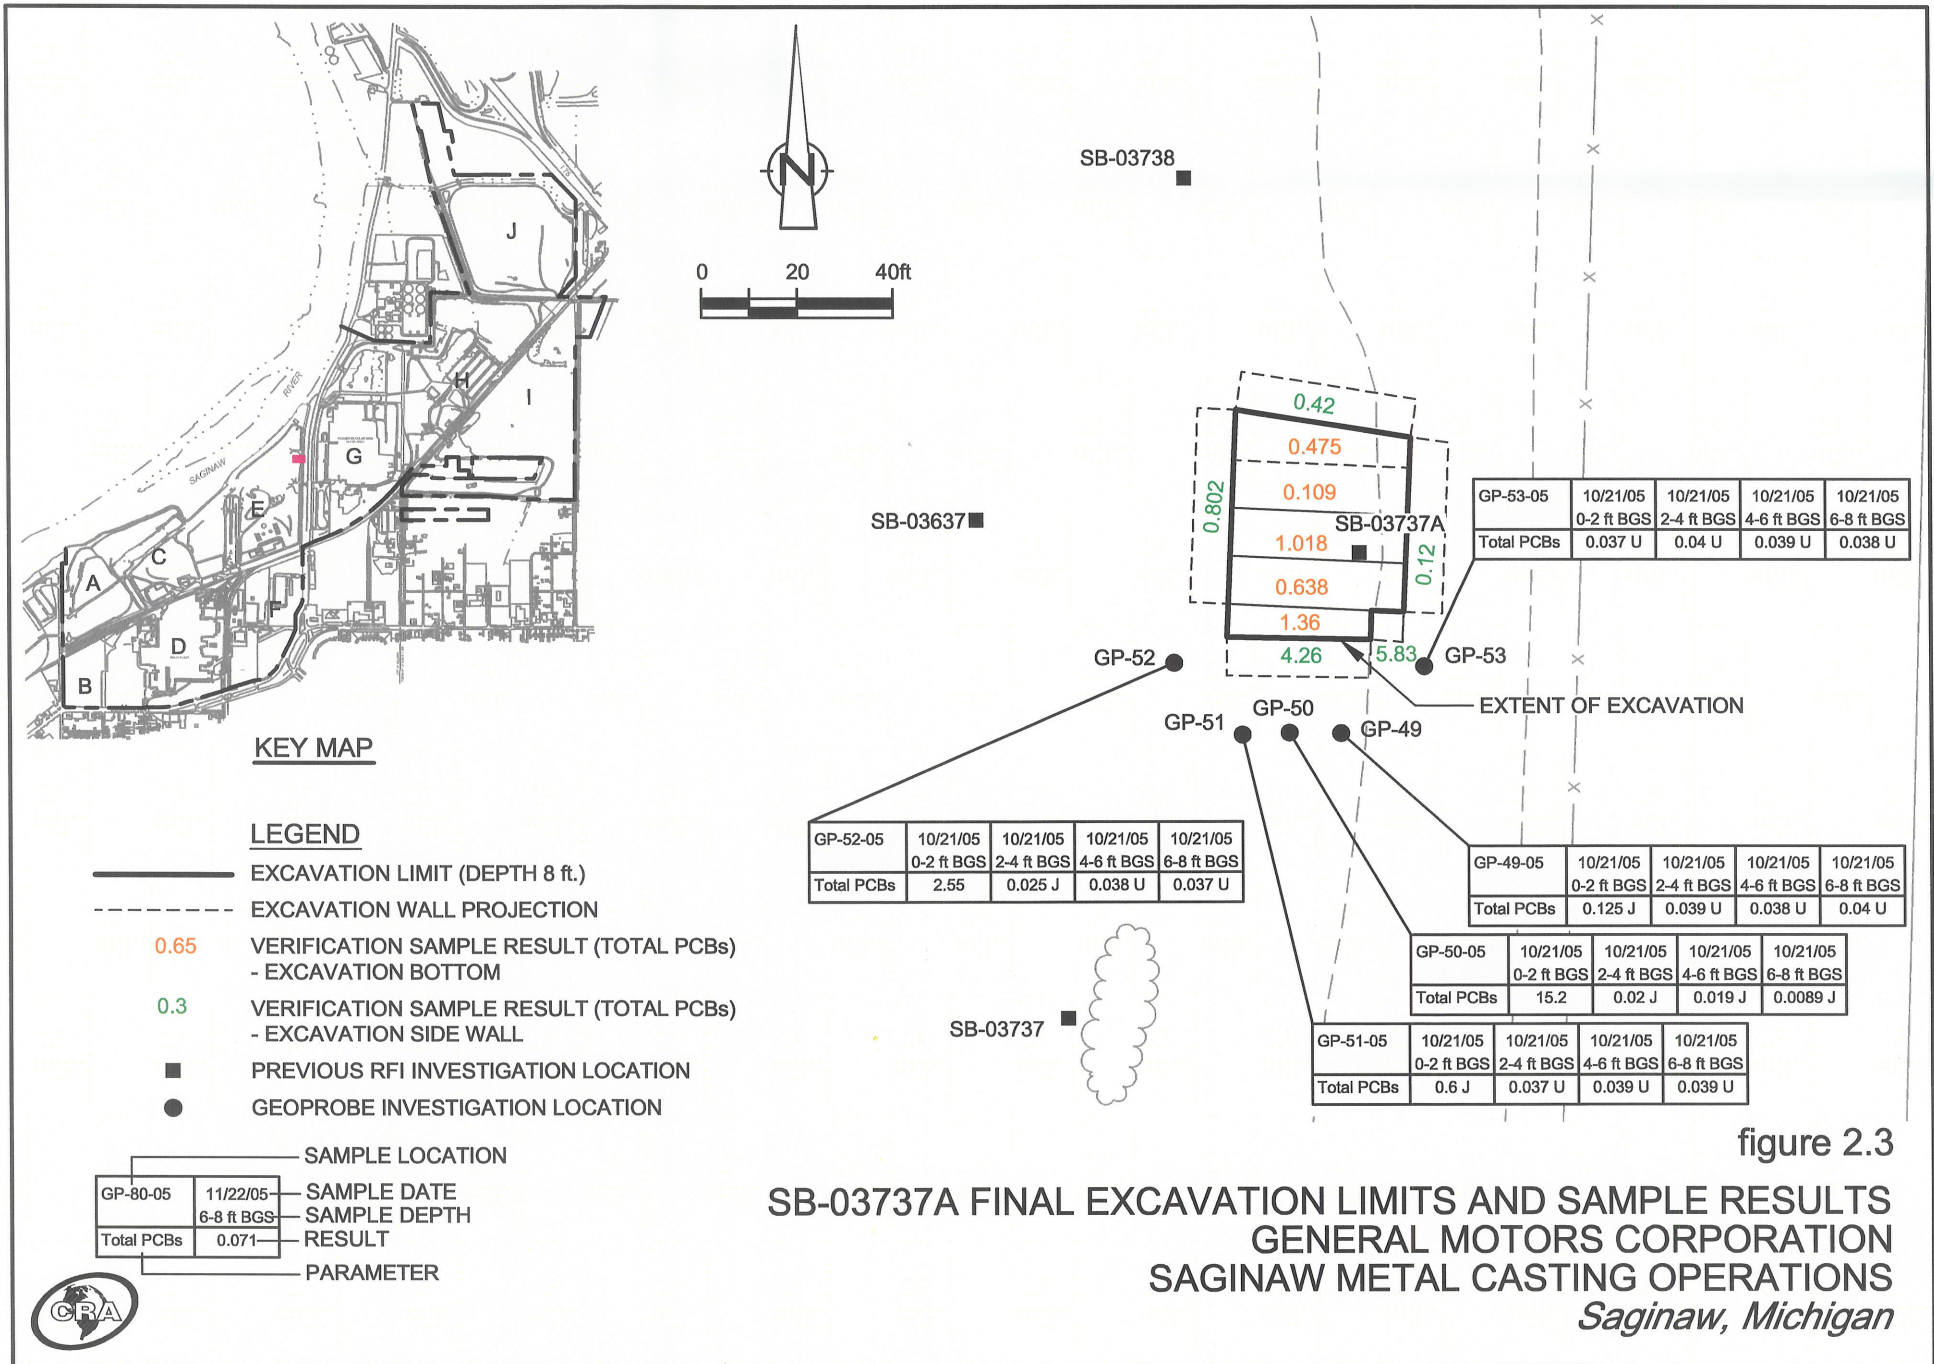 J
I75
H
I
G
RIVER
SAGINAW
E
C
A
F
D
B
KEY MAP
N
0 20 40ft
SB-03738
SB-03637
0.42
0.475
0.109
SB-03737A
1.018
0.638
1.36
0.802
0.12
4.26
5.83
GP-52
GP-53
EXTENT OF EXCAVATION
GP-51
GP-50
GP-49
X
X
X
X
X
X
GP-53-05 10/21/05 10/21/05 10/21/05 10/21/05
0-2 ft BGS 2-4 ft BGS 4-6 ft BGS 6-8 ft BGS
Total PCBs 0.037 U 0.04 U 0.039 U 0.038 U
GP-52-05 10/21/05 10/21/05 10/21/05 10/21/05
0-2 ft BGS 2-4 ft BGS 4-6 ft BGS 6-8 ft BGS
Total PCBs 2.55 0.025 J 0.038 U 0.037 U
GP-49-05 10/21/05 10/21/05 10/21/05 10/21/05
0-2 ft BGS 2-4 ft BGS 4-6 ft BGS 6-8 ft BGS
Total PCBs 0.125 J 0.039 U 0.038 U 0.04 U
GP-50-05 10/21/05 10/21/05 10/21/05 10/21/05
0-2 ft BGS 2-4 ft BGS 4-6 ft BGS 6-8 ft BGS
Total PCBs 15.2 0.02 J 0.019 J 0.0089 J
GP-51-05 10/21/05 10/21/05 10/21/05 10/21/05
0-2 ft BGS 2-4 ft BGS 4-6 ft BGS 6-8 ft BGS
Total PCBs 0.6 J 0.037 U 0.039 U 0.039 U
SB-03737
LEGEND
EXCAVATION LIMIT (DEPTH 8 ft.)
EXCAVATION WALL PROJECTION
0.65 VERIFICATION SAMPLE RESULT (TOTAL PCBs)
- EXCAVATION BOTTOM
0.3 VERIFICATION SAMPLE RESULT (TOTAL PCBs)
- EXCAVATION SIDE WALL
PREVIOUS RFI INVESTIGATION LOCATION
GEOPROBE INVESTIGATION LOCATION
SAMPLE LOCATION
GP-80-05 11/22/05 SAMPLE DATE
6-8 ft BGS SAMPLE DEPTH
Total PCBs 0.071 RESULT
PARAMETER
CRA
figure 2.3
SB-03737A FINAL EXCAVATION LIMITS AND SAMPLE RESULTS
GENERAL MOTORS CORPORATION
SAGINAW METAL CASTING OPERATIONS
Saginaw, Michigan